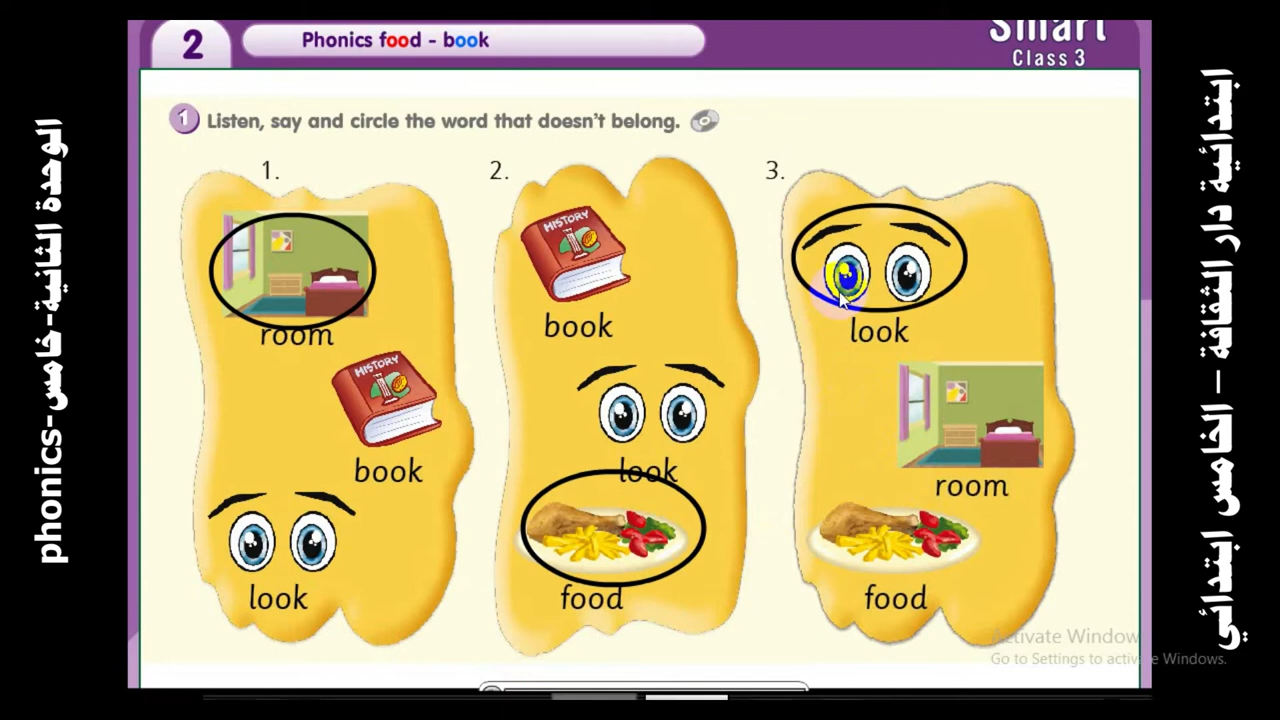 2
Phonics food - book
Smart
Class 3
1 Listen, say and circle the word that doesn't belong.
1.
HISTORY
room
book
look
2.
HISTORY
book
look
food
3.
look
room
food
Activate Window
Go to Settings to activate Windows.
الوحدة الثانية-خامس-phonics
ابتدائية دار الثقافة – الخامس ابتدائي